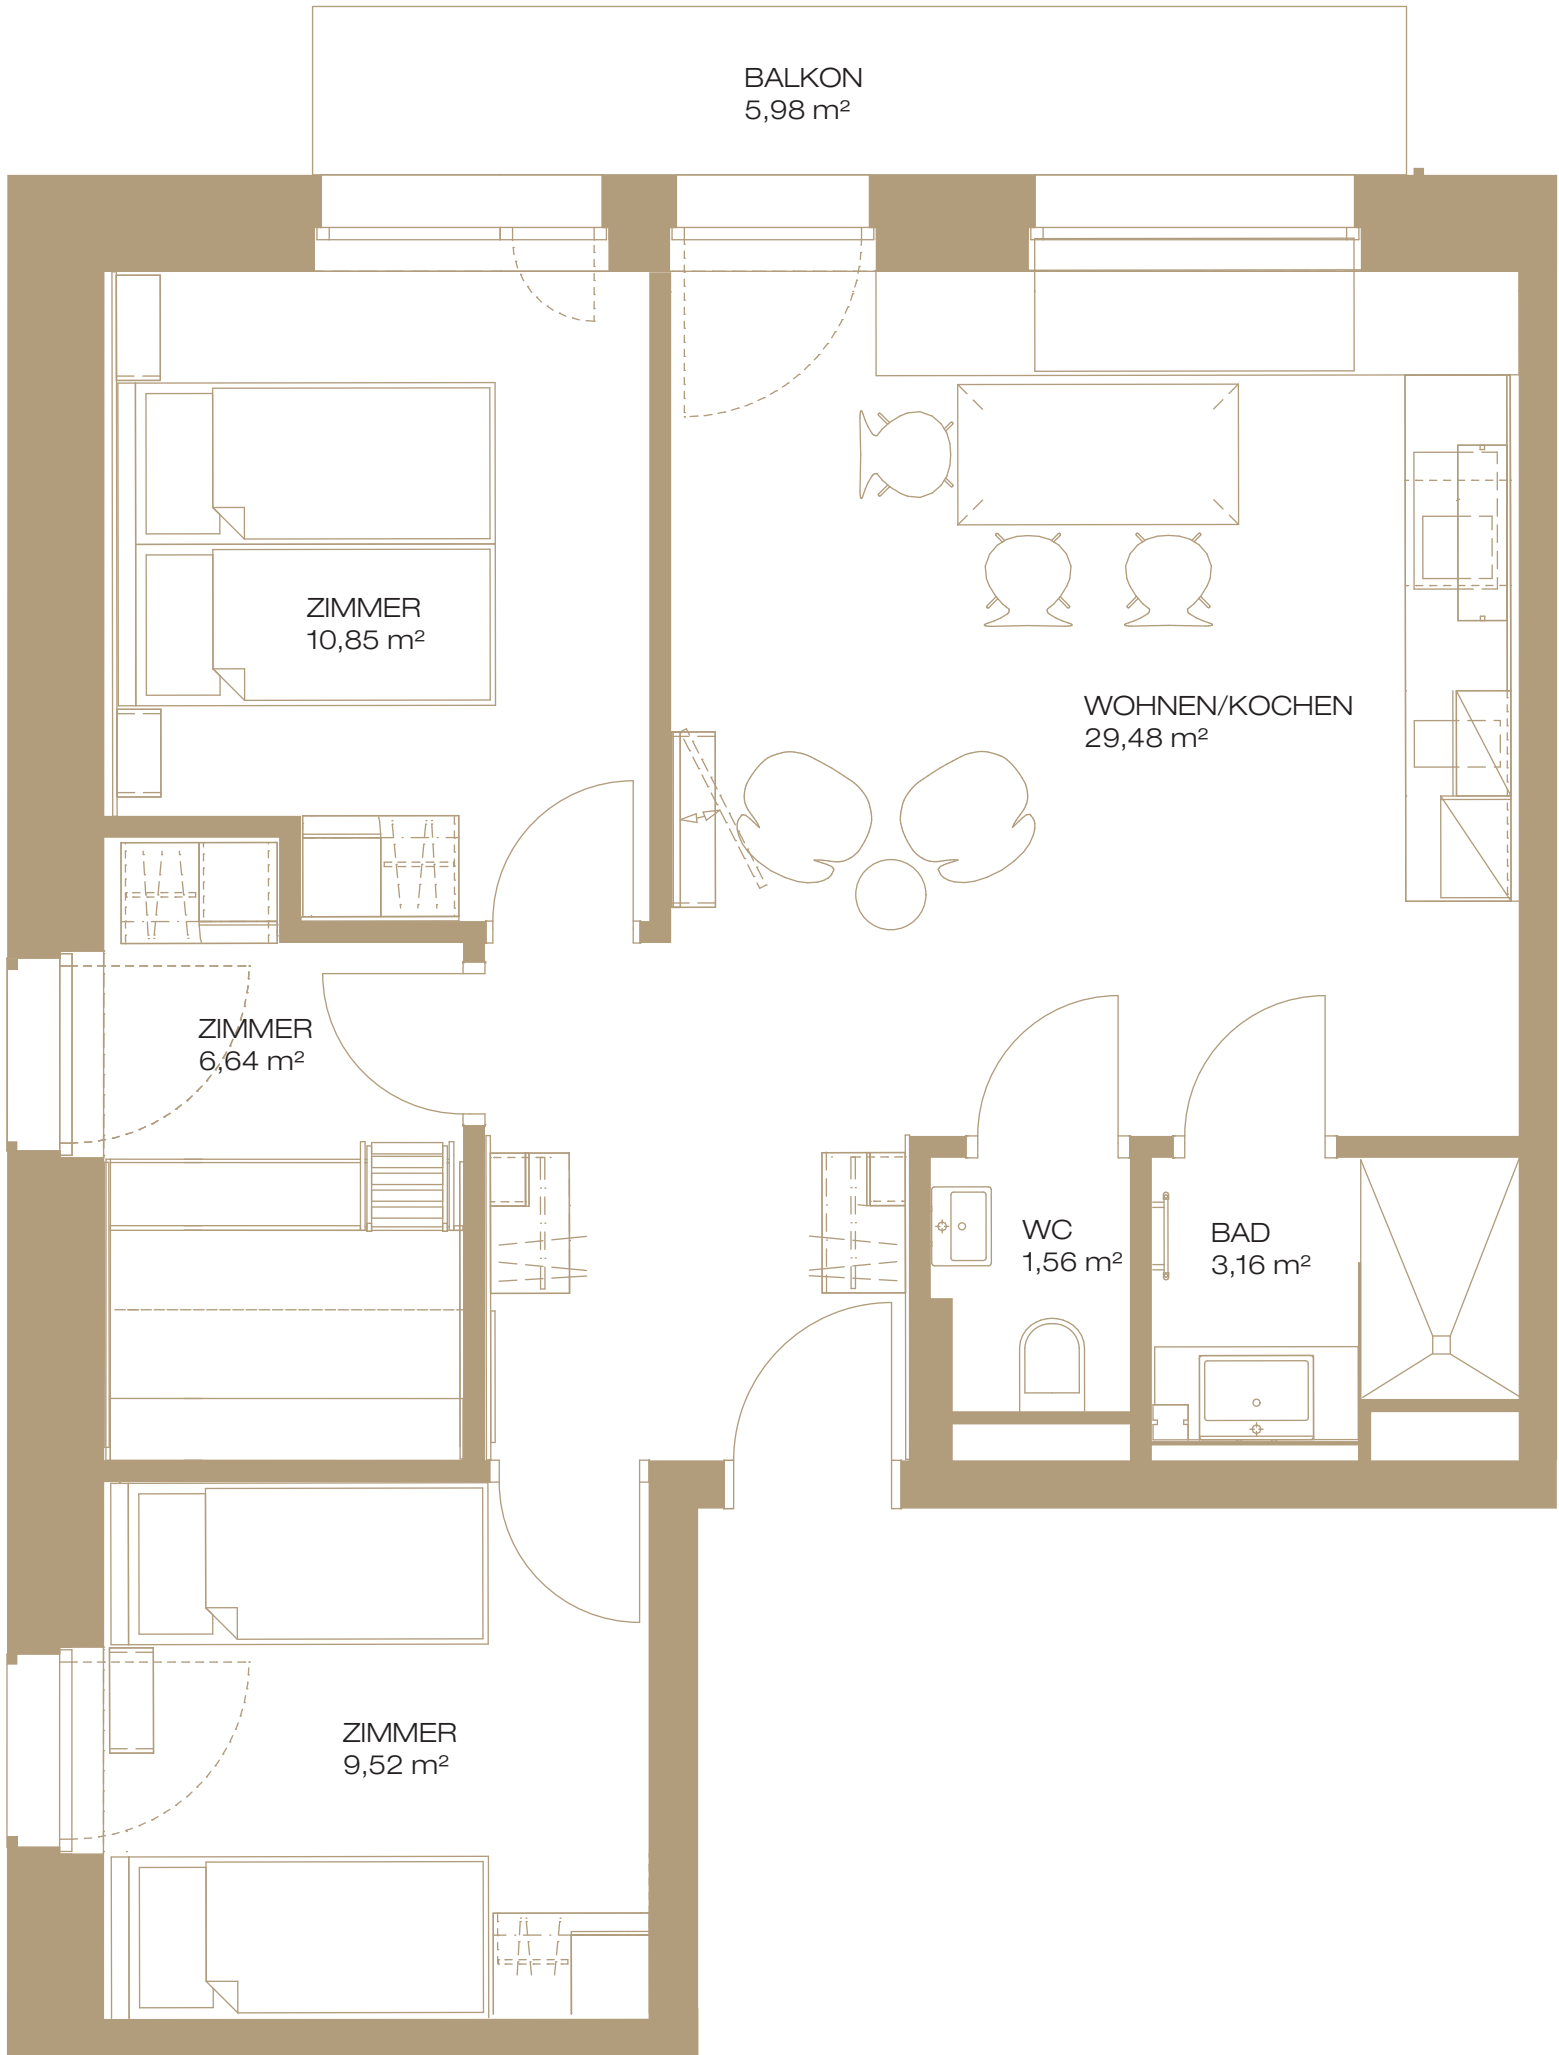 BALKON
5,98 m²
ZIMMER
10,85 m²
WOHNEN/KOCHEN
29,48 m²
ZIMMER
6,64 m²
WC
1,56 m²
BAD
3,16 m²
ZIMMER
9,52 m²